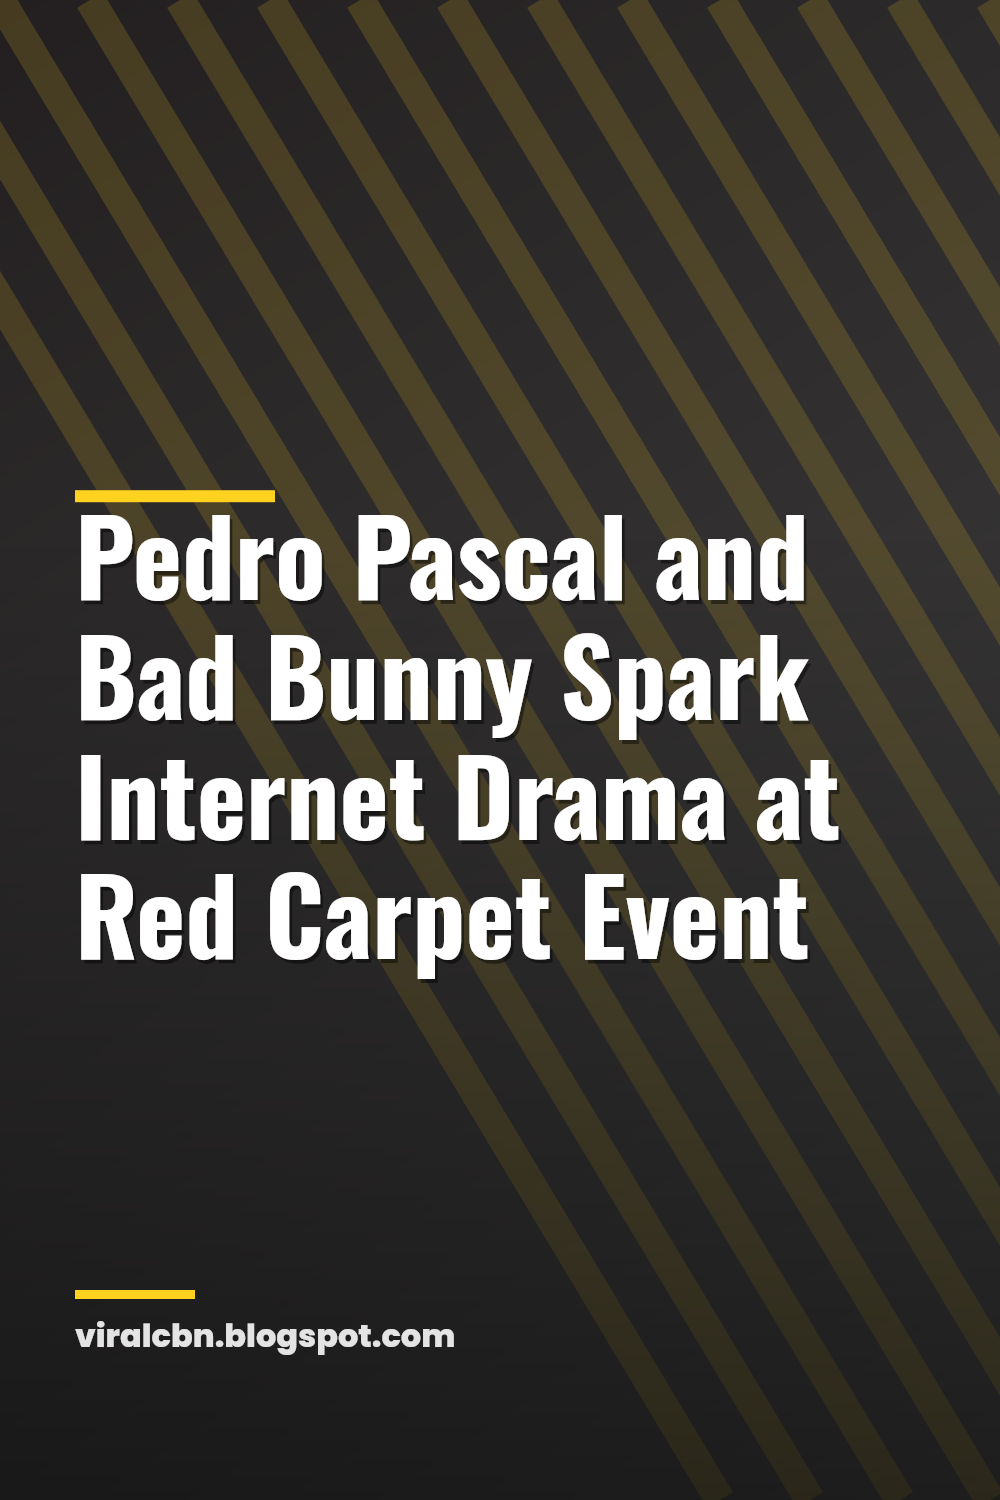 Pedro Pascal and
Bad Bunny Spark
Internet Drama at
Red Carpet Event
viralcbn.blogspot.com